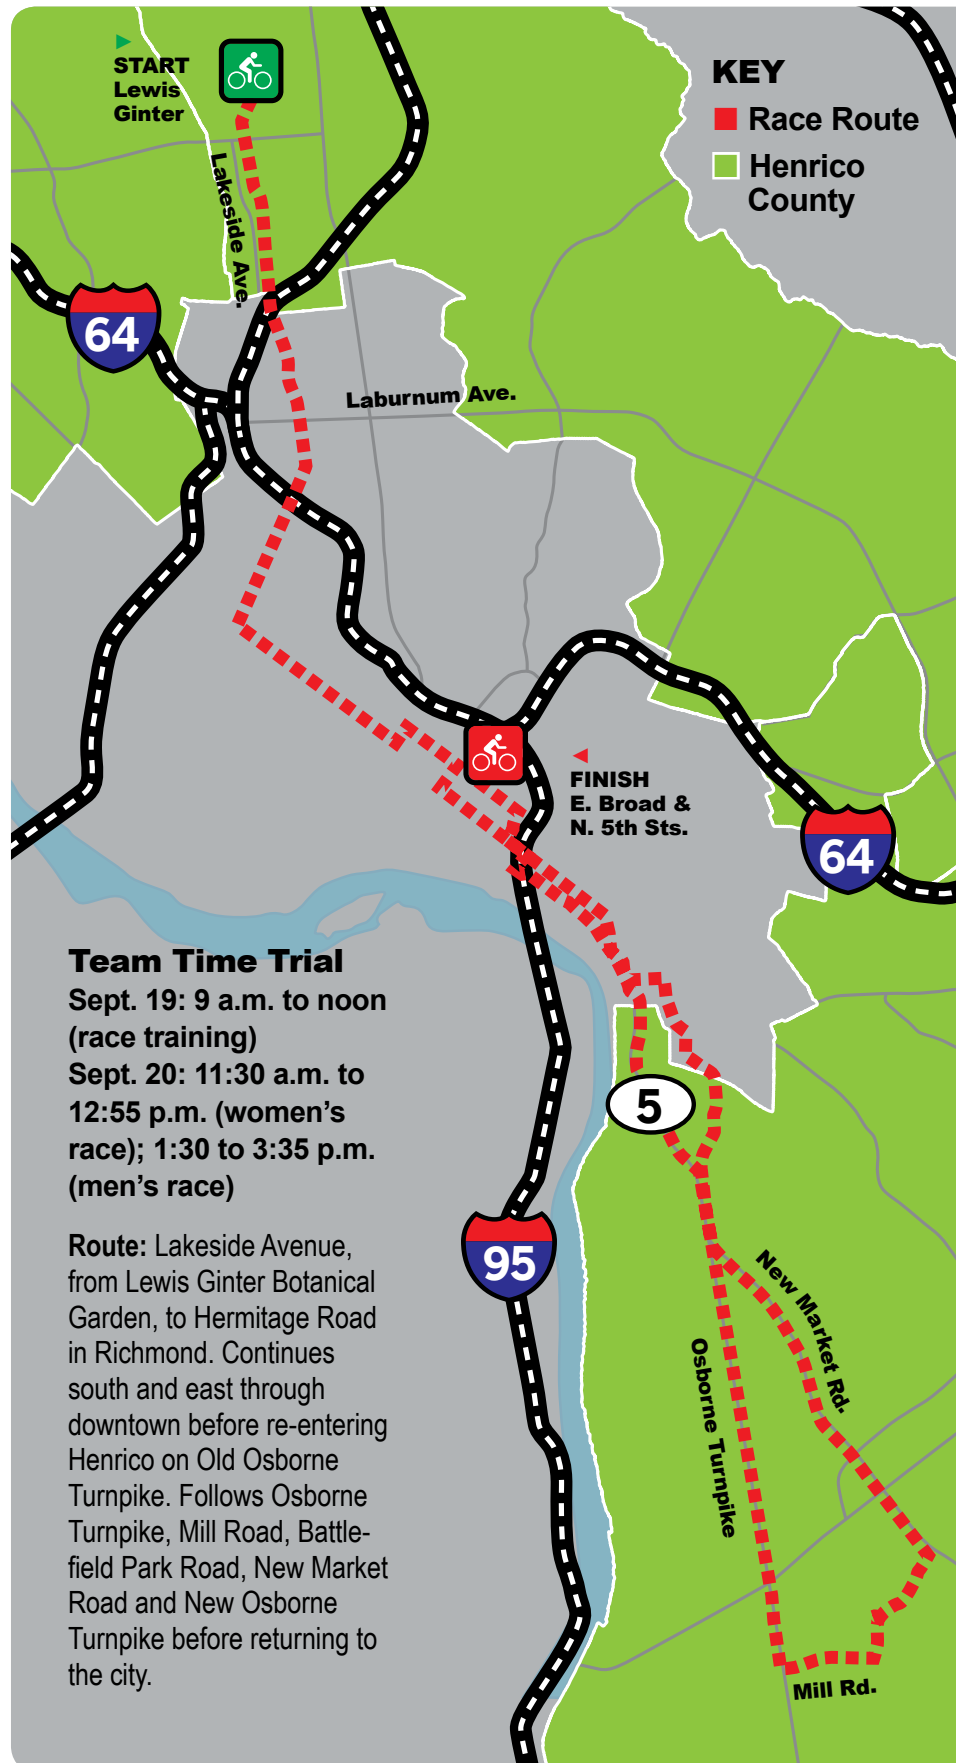 START
Lewis
Ginter
KEY
Race Route
Henrico
County
Lakeside Ave.
64
Laburnum Ave.
FINISH
E. Broad &
N. 5th Sts.
64
Team Time Trial
Sept. 19: 9 a.m. to noon
(race training)
Sept. 20: 11:30 a.m. to
12:55 p.m. (women’s
race); 1:30 to 3:35 p.m.
(men’s race)
Route: Lakeside Avenue,
from Lewis Ginter Botanical
Garden, to Hermitage Road
in Richmond. Continues
south and east through
downtown before re-entering
Henrico on Old Osborne
Turnpike. Follows Osborne
Turnpike, Mill Road, Battle-
field Park Road, New Market
Road and New Osborne
Turnpike before returning to
the city.
5
95
New Market Rd.
Osborne Turnpike
Mill Rd.